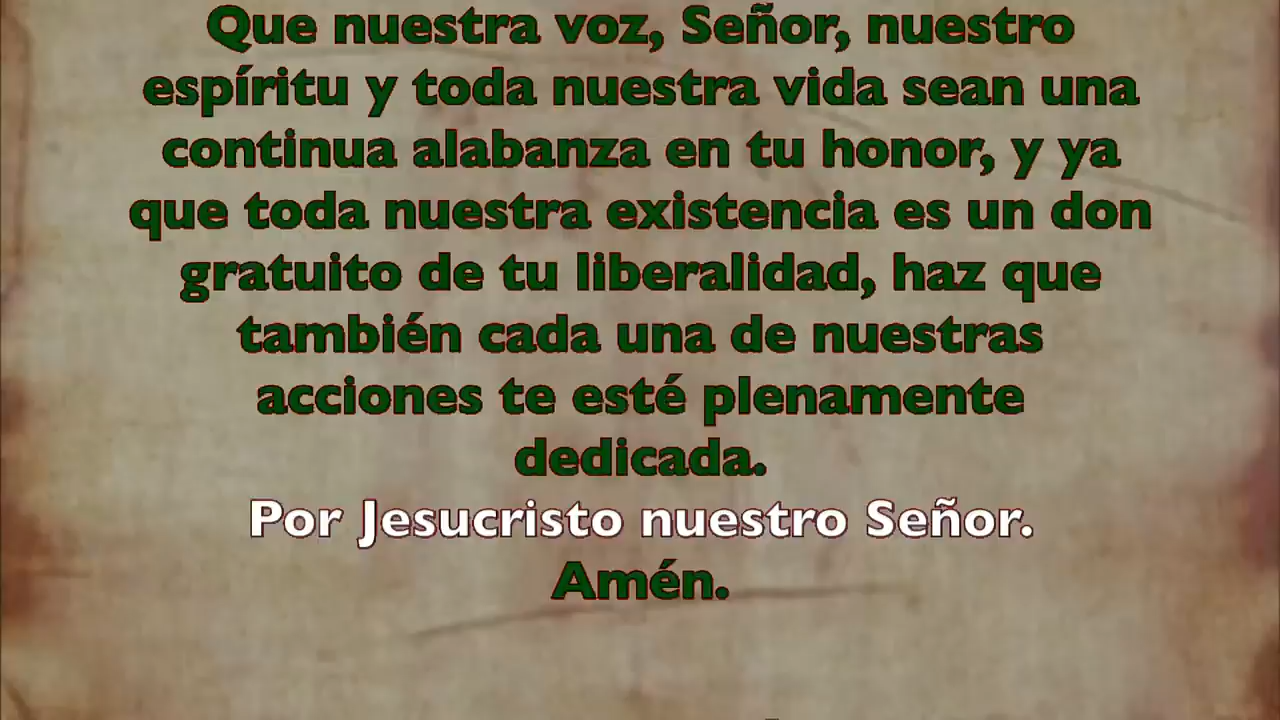 Que nuestra voz, Señor, nuestro
espíritu y toda nuestra vida sean una
continua alabanza en tu honor, y ya
que toda nuestra existencia es un don
gratuito de tu liberalidad, haz que
también cada una de nuestras
acciones te esté plenamente
dedicada.
Por Jesucristo nuestro Señor.
Amén.